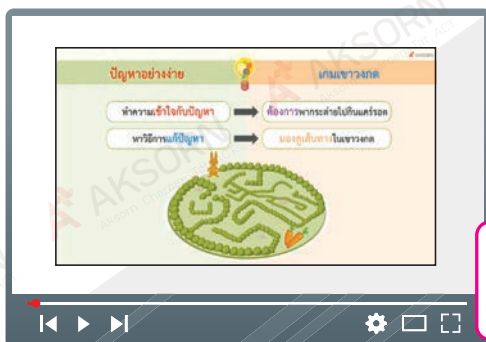 AKSORN
ปัญหาอย่างง่าย
เกมเขาวงกต
ทำความเข้าใจกับปัญหา
ต้องการพากระต่ายไปกินแครรอต
หาวิธีการแก้ปัญหา
มองดูเส้นทางในเขาวงกต
AKSORN